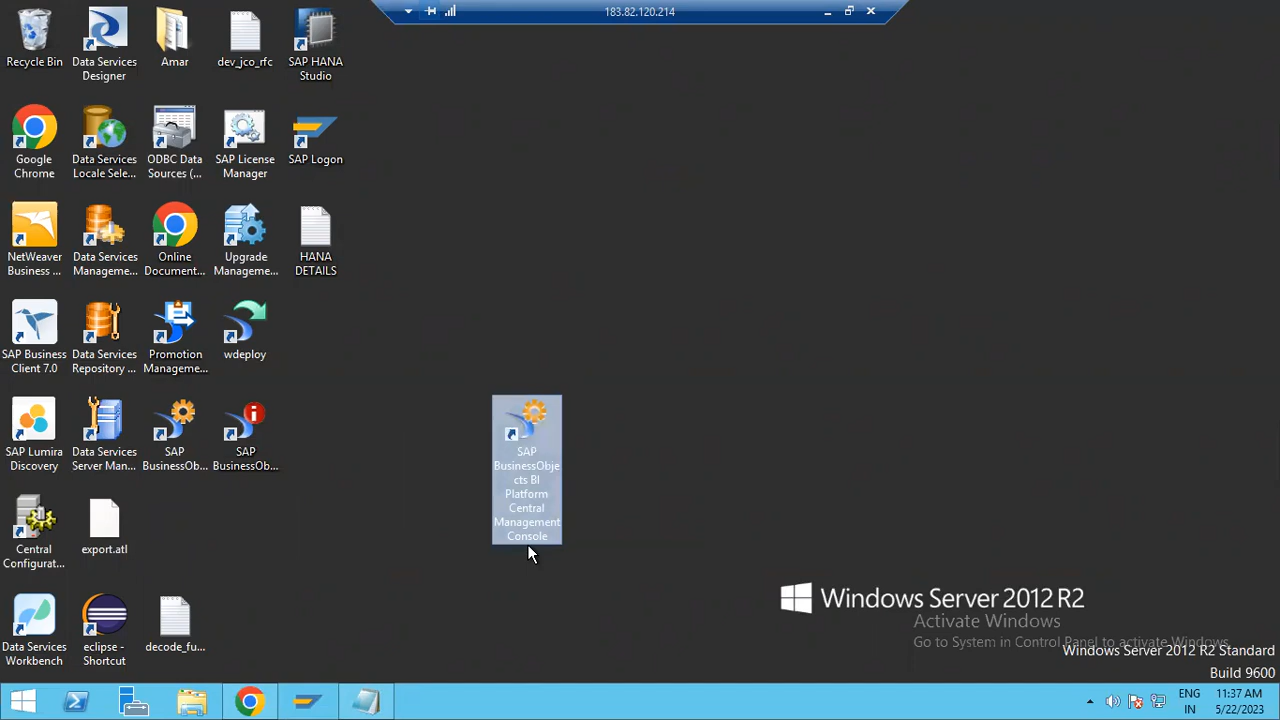 183.82.120.214
Recycle Bin
Data Services
Designer
Amar
dev_jco_rfc
SAP HANA
Studio
Google
Chrome
Data Services
Locale Sele...
ODBC Data
Sources (...
SAP License
Manager
SAP Logon
NetWeaver
Business ...
Data Services
Manageme...
Online
Document...
Upgrade
Manageme...
HANA
DETAILS
SAP Business
Client 7.0
Data Services
Repository ...
Promotion
Manageme...
wdeploy
SAP Lumira
Discovery
Data Services
Server Man...
SAP
BusinessOb...
SAP
BusinessOb...
SAP
BusinessObje
cts BI
Platform
Central
Management
Console
Central
Configurat...
export.atl
Data Services
Workbench
eclipse -
Shortcut
decode_fu...
Windows Server 2012 R2
Activate Windows
Go to System in Control Panel to activate Windows.
Windows Server 2012 R2 Standard
Build 9600
ENG
IN
11:37 AM
5/22/2023